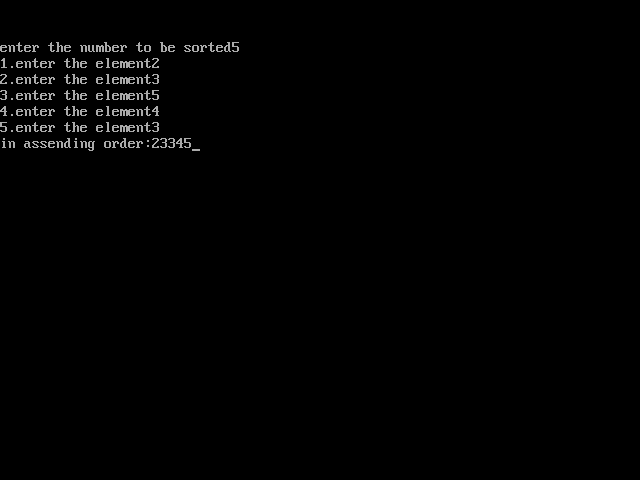 enter the number to be sorted5
1.enter the element2
2.enter the element3
3.enter the element5
4.enter the element4
5.enter the element3
in assending order:23345_